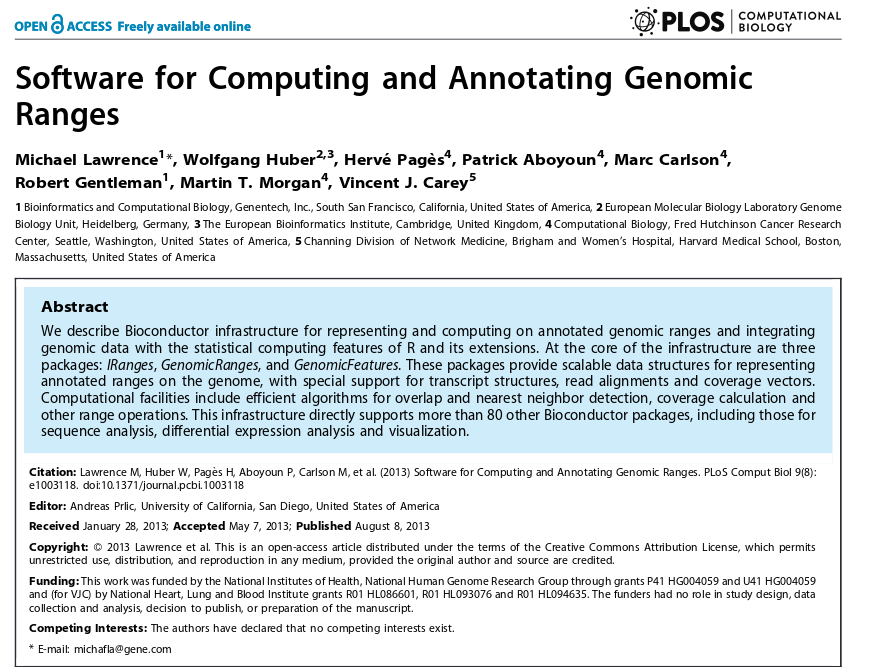 OPEN ACCESS Freely available online
PLOS | COMPUTATIONAL
BIOLOGY
Software for Computing and Annotating Genomic
Ranges
Michael Lawrence1*, Wolfgang Huber2,3, Hervé Pagès4, Patrick Aboyoun4, Marc Carlson4,
Robert Gentleman1, Martin T. Morgan4, Vincent J. Carey5
1 Bioinformatics and Computational Biology, Genentech, Inc., South San Francisco, California, United States of America, 2 European Molecular Biology Laboratory Genome
Biology Unit, Heidelberg, Germany, 3 The European Bioinformatics Institute, Cambridge, United Kingdom, 4 Computational Biology, Fred Hutchinson Cancer Research
Center, Seattle, Washington, United States of America, 5 Channing Division of Network Medicine, Brigham and Women's Hospital, Harvard Medical School, Boston,
Massachusetts, United States of America
Abstract
We describe Bioconductor infrastructure for representing and computing on annotated genomic ranges and integrating
genomic data with the statistical computing features of R and its extensions. At the core of the infrastructure are three
packages: IRanges, GenomicRanges, and GenomicFeatures. These packages provide scalable data structures for representing
annotated ranges on the genome, with special support for transcript structures, read alignments and coverage vectors.
Computational facilities include efficient algorithms for overlap and nearest neighbor detection, coverage calculation and
other range operations. This infrastructure directly supports more than 80 other Bioconductor packages, including those for
sequence analysis, differential expression analysis and visualization.
Citation: Lawrence M, Huber W, Pagès H, Aboyoun P, Carlson M, et al. (2013) Software for Computing and Annotating Genomic Ranges. PLoS Comput Biol 9(8):
e1003118. doi:10.1371/journal.pcbi.1003118
Editor: Andreas Prlic, University of California, San Diego, United States of America
Received January 28, 2013; Accepted May 7, 2013; Published August 8, 2013
Copyright: © 2013 Lawrence et al. This is an open-access article distributed under the terms of the Creative Commons Attribution License, which permits
unrestricted use, distribution, and reproduction in any medium, provided the original author and source are credited.
Funding: This work was funded by the National Institutes of Health, National Human Genome Research Group through grants P41 HG004059 and U41 HG004059
and (for VJC) by National Heart, Lung and Blood Institute grants R01 HL086601, R01 HL093076 and R01 HL094635. The funders had no role in study design, data
collection and analysis, decision to publish, or preparation of the manuscript.
Competing Interests: The authors have declared that no competing interests exist.
* E-mail: michafla@gene.com